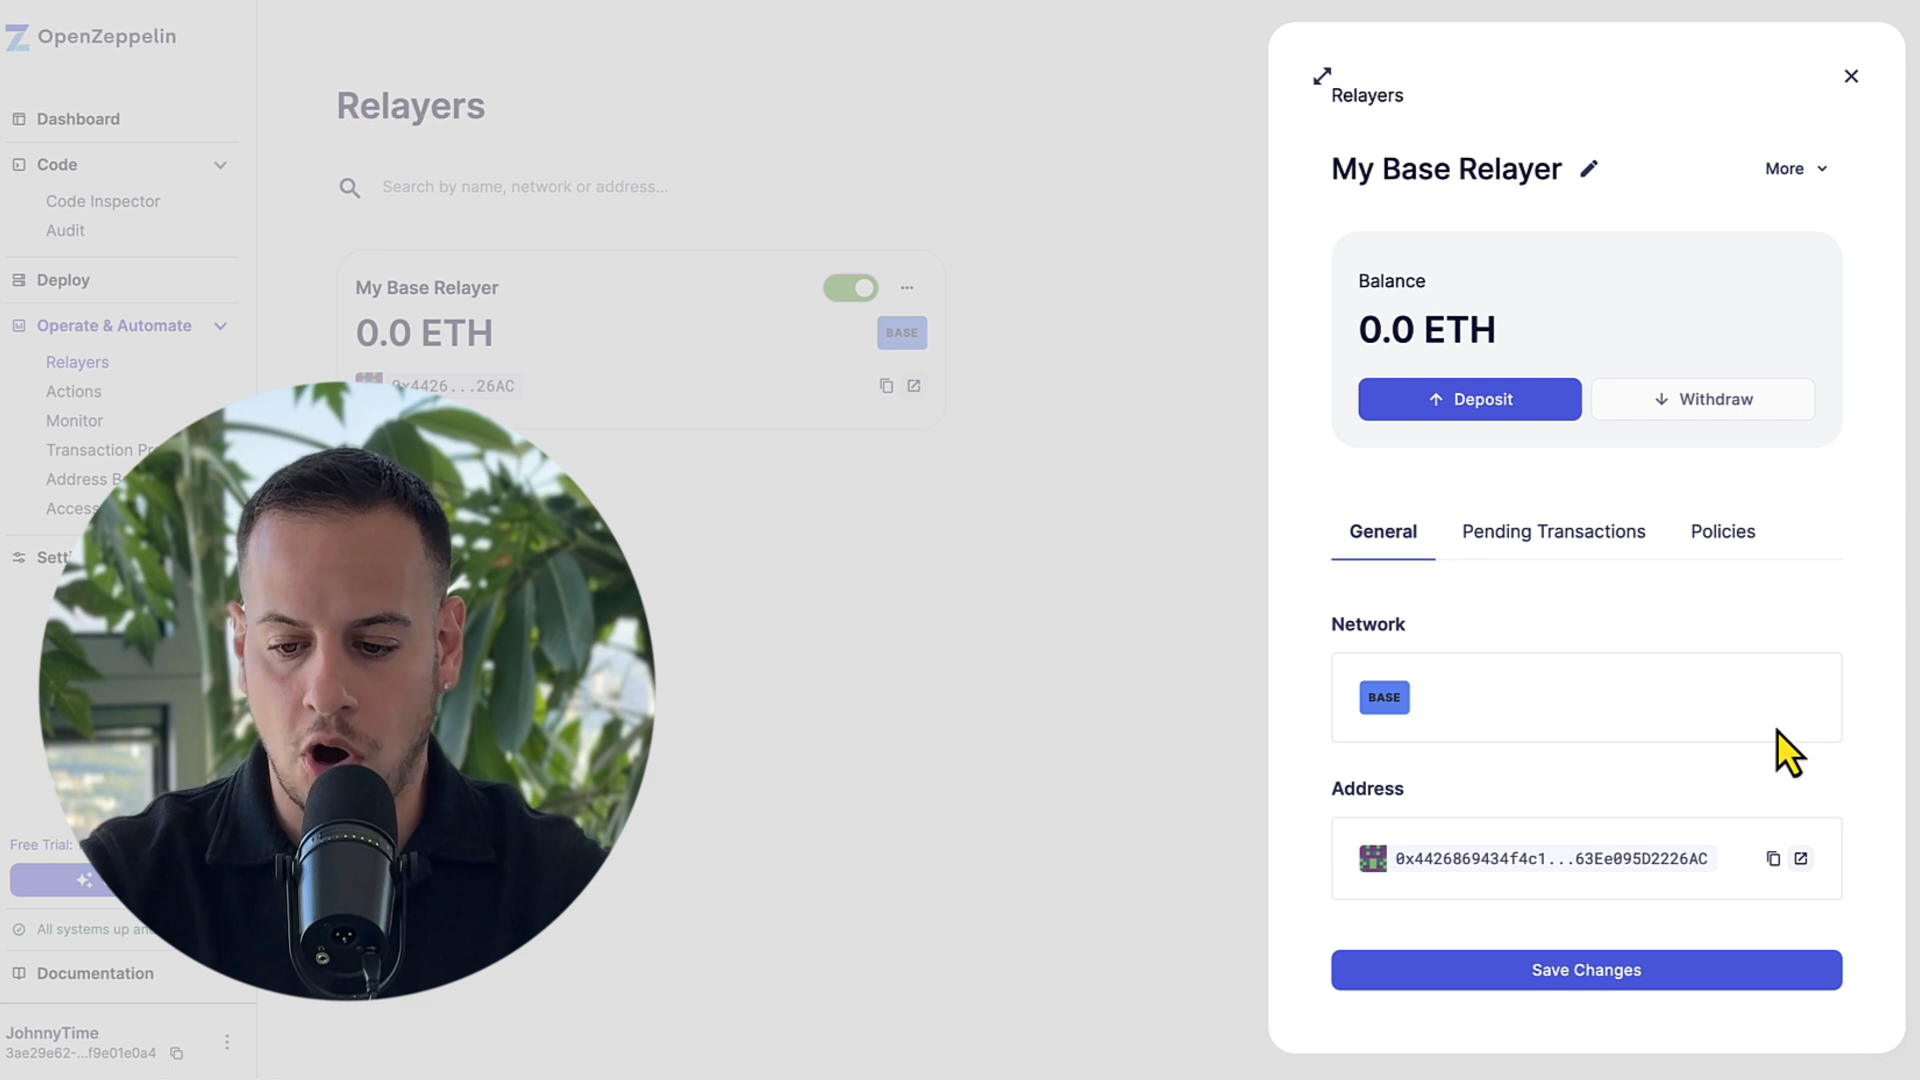 OpenZeppelin
Dashboard
Code
Code Inspector
Audit
Deploy
Operate & Automate
Relayers
Actions
Monitor
Transaction Pr
Address B
Access
Setti
Free Trial:
All systems up an
Documentation
JohnnyTime
3ae29e62-...f9e01e0a4
Relayers
Search by name, network or address...
My Base Relayer
0.0 ETH
BASE
0x4426...26AC
Relayers
My Base Relayer
More
Balance
0.0 ETH
Deposit
Withdraw
General
Pending Transactions
Policies
Network
BASE
Address
0x4426869434f4c1...63Ee095D2226AC
Save Changes